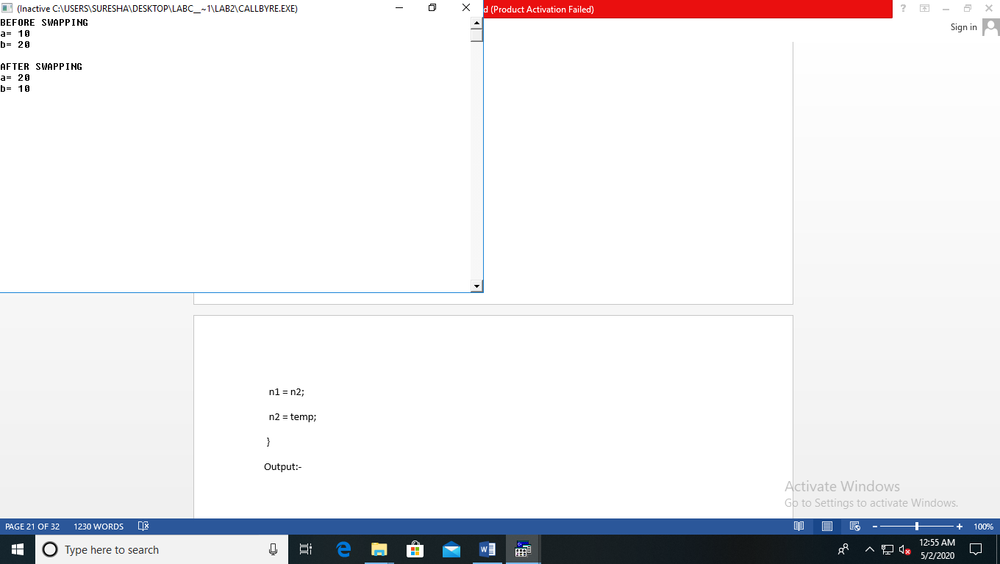 (Inactive C:\USERS\SURESHA\DESKTOP\LABC__~1\LAB2\CALLBYRE.EXE)
d (Product Activation Failed)
Sign in
BEFORE SWAPPING
a= 10
b= 20
AFTER SWAPPING
a= 20
b= 10
n1 = n2;
n2 = temp;
}
Output:-
Activate Windows
Go to Settings to activate Windows.
PAGE 21 OF 32 1230 WORDS 100%
Type here to search
12:55 AM
5/2/2020